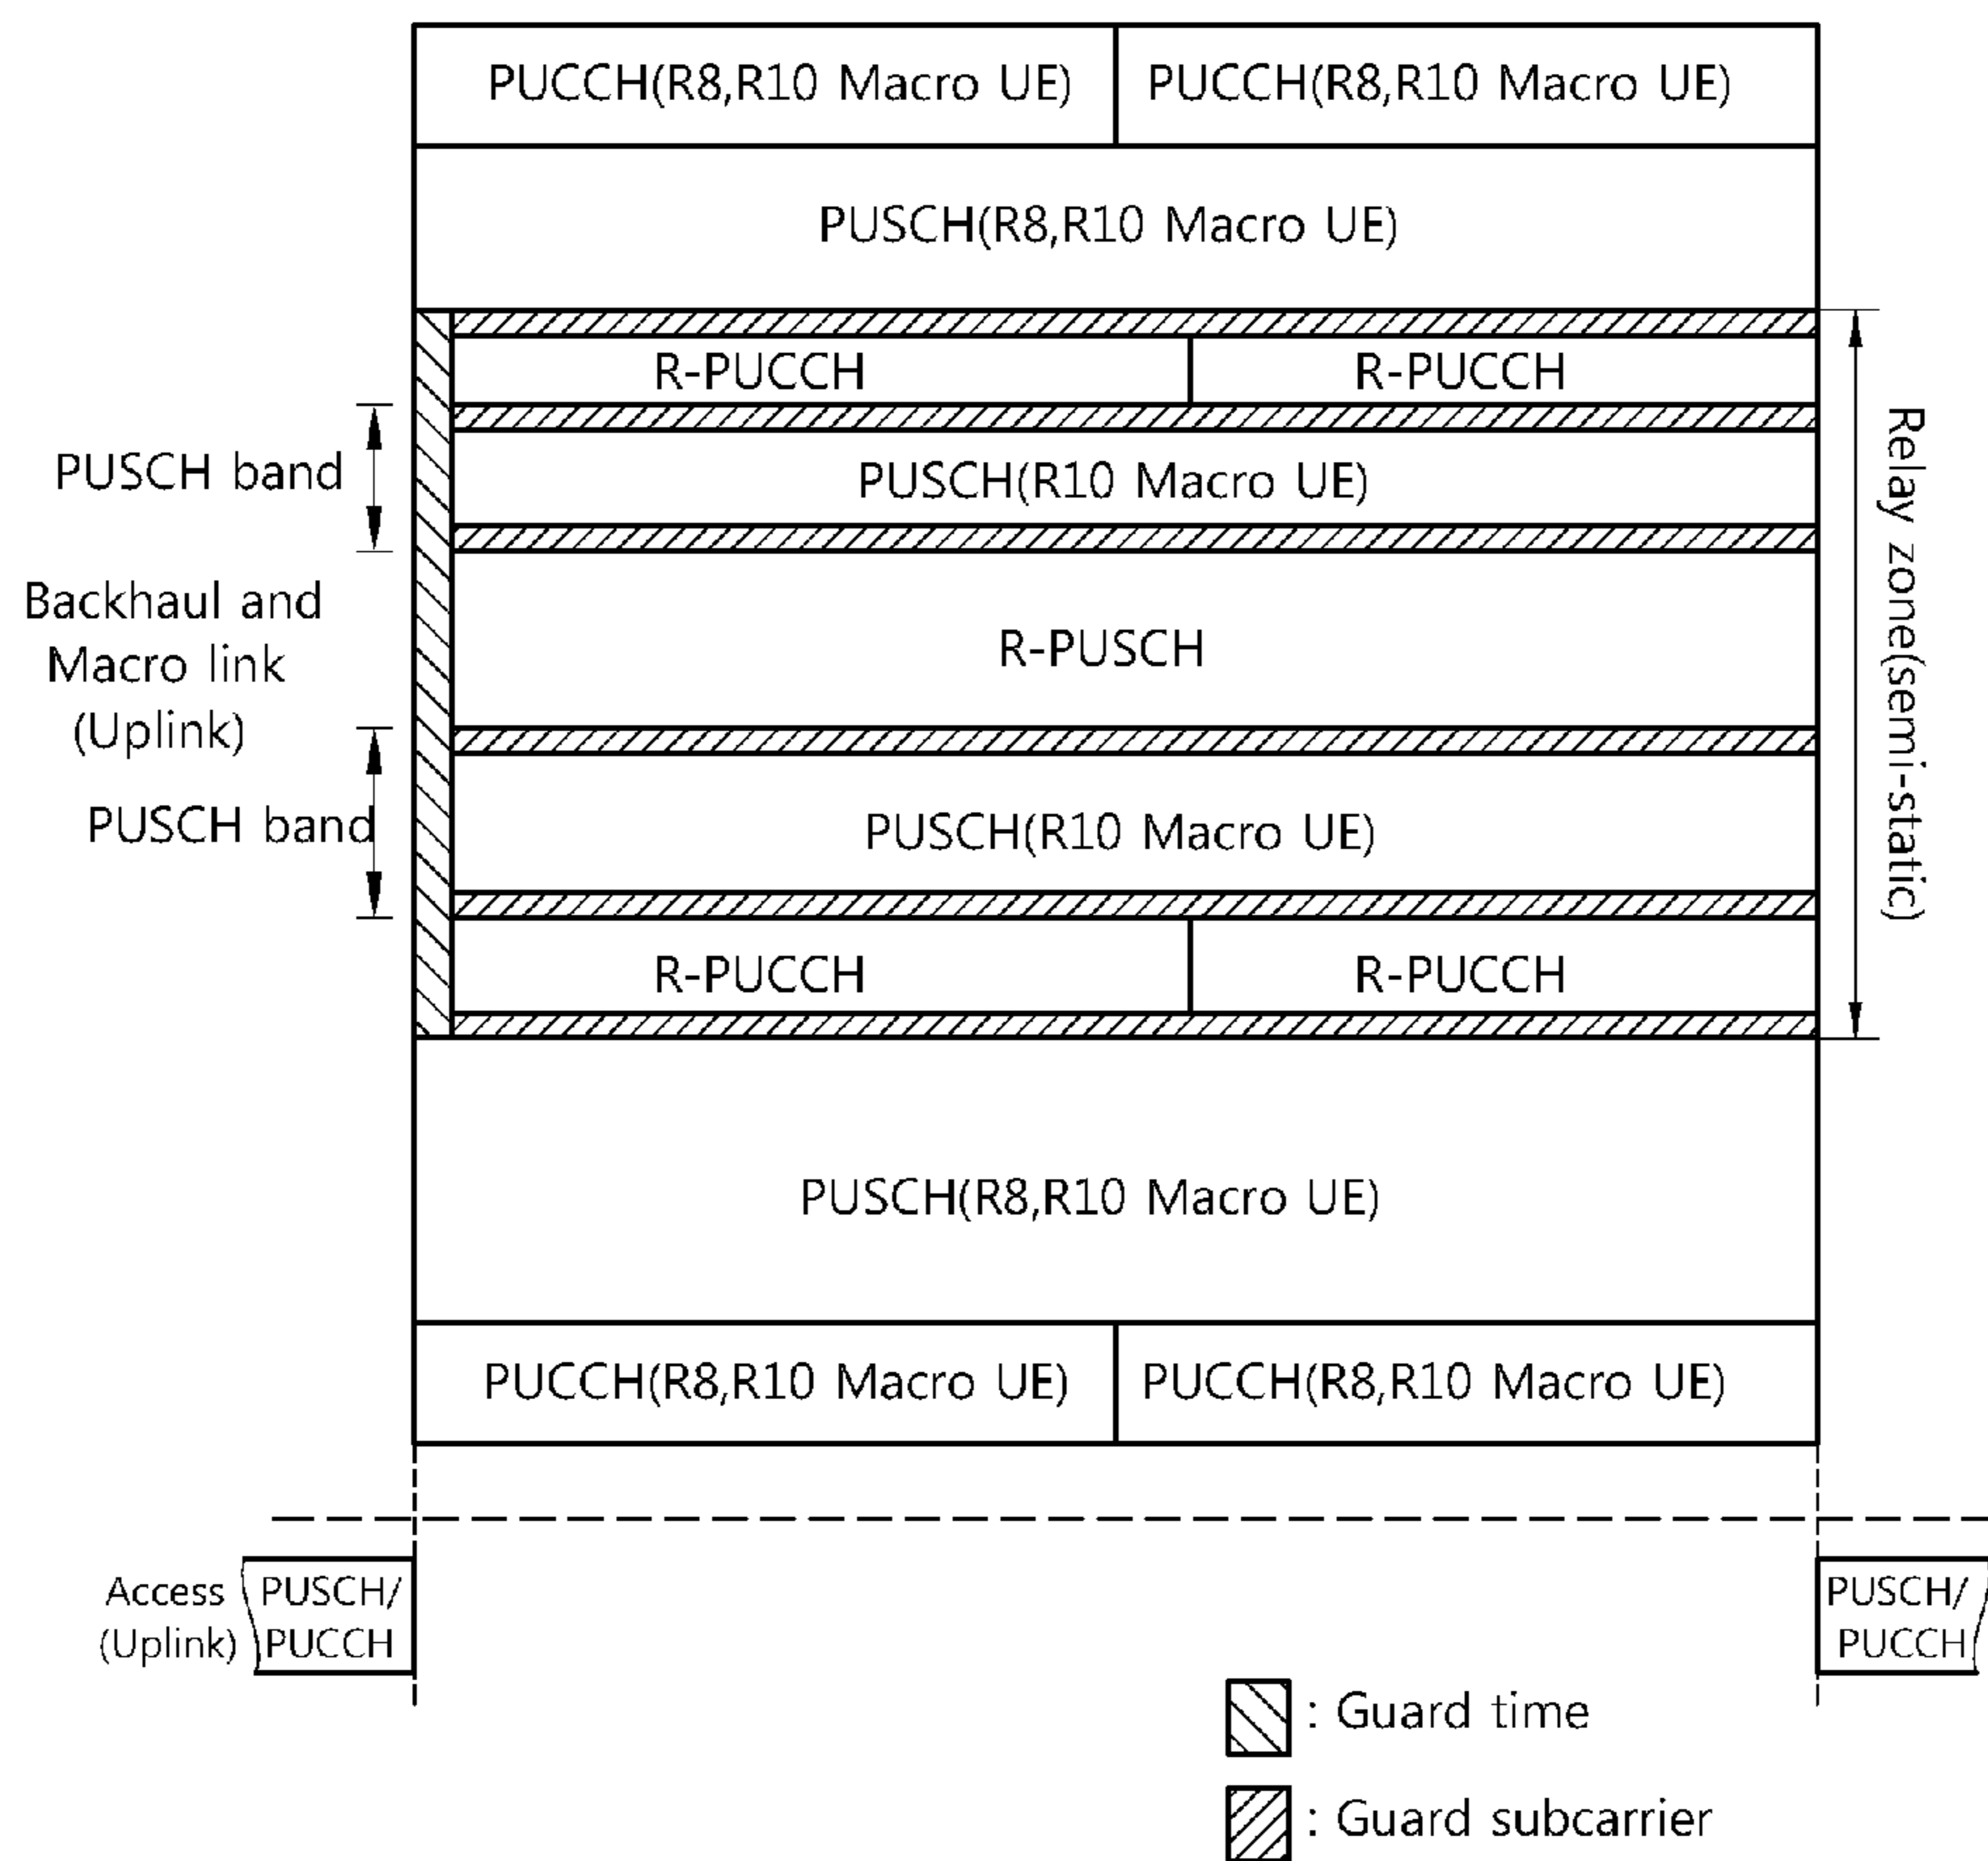 PUCCH(R8,R10 Macro UE) PUCCH(R8,R10 Macro UE)
PUSCH(R8,R10 Macro UE)
R-PUCCH R-PUCCH
PUSCH band
PUSCH(R10 Macro UE)
Backhaul and
Macro link
(Uplink)
R-PUSCH
PUSCH band
PUSCH(R10 Macro UE)
R-PUCCH R-PUCCH
Relay zone(semi-static)
PUSCH(R8,R10 Macro UE)
PUCCH(R8,R10 Macro UE) PUCCH(R8,R10 Macro UE)
Access
(Uplink)
PUSCH/
PUCCH
PUSCH/
PUCCH
: Guard time
: Guard subcarrier